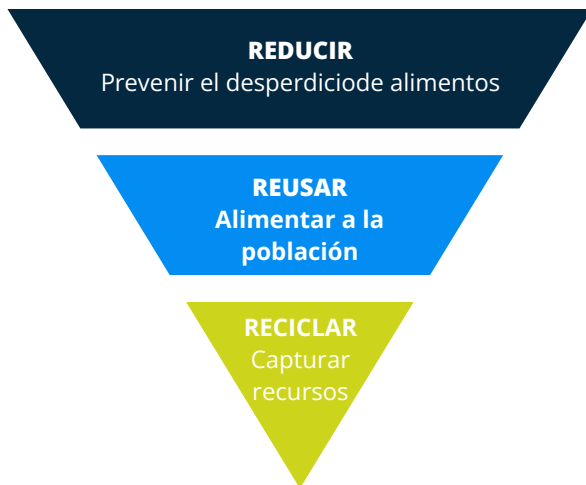 REDUCIR
Prevenir el desperdiciode alimentos
REUSAR
Alimentar a la
población
RECICLAR
Capturar
recursos